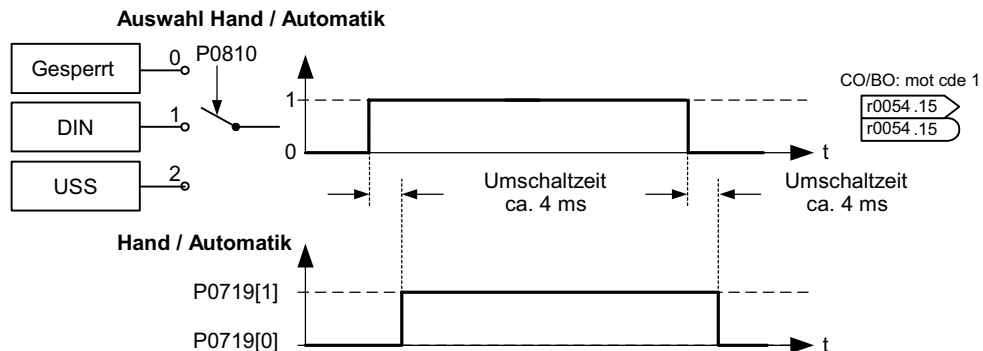 Auswahl Hand / Automatik
Gesperrt
0
P0810
DIN
1
USS
2
1
0
t
CO/BO: mot cde 1
r0054 .15
r0054 .15
Umschaltzeit
ca. 4 ms
Umschaltzeit
ca. 4 ms
Hand / Automatik
P0719[1]
P0719[0]
t